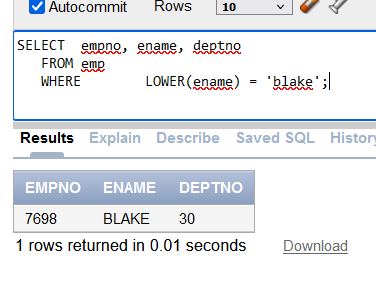 Autocommit Rows 10
SELECT empno, ename, deptno
FROM emp
WHERE LOWER(ename) = 'blake';
Results Explain Describe Saved SQL History
EMPNO ENAME DEPTNO
7698 BLAKE 30
1 rows returned in 0.01 seconds Download